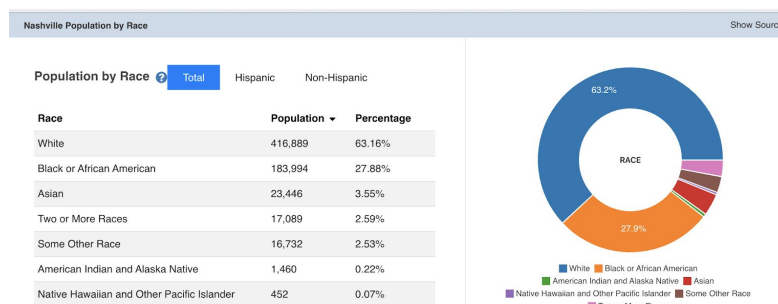 Nashville Population by Race
Show Sourc
Population by Race ? Total Hispanic Non-Hispanic
Race Population Percentage
White 416,889 63.16%
Black or African American 183,994 27.88%
Asian 23,446 3.55%
Two or More Races 17,089 2.59%
Some Other Race 16,732 2.53%
American Indian and Alaska Native 1,460 0.22%
Native Hawaiian and Other Pacific Islander 452 0.07%
63.2%
RACE
27.9%
White Black or African American
American Indian and Alaska Native Asian
Native Hawaiian and Other Pacific Islander Some Other Race